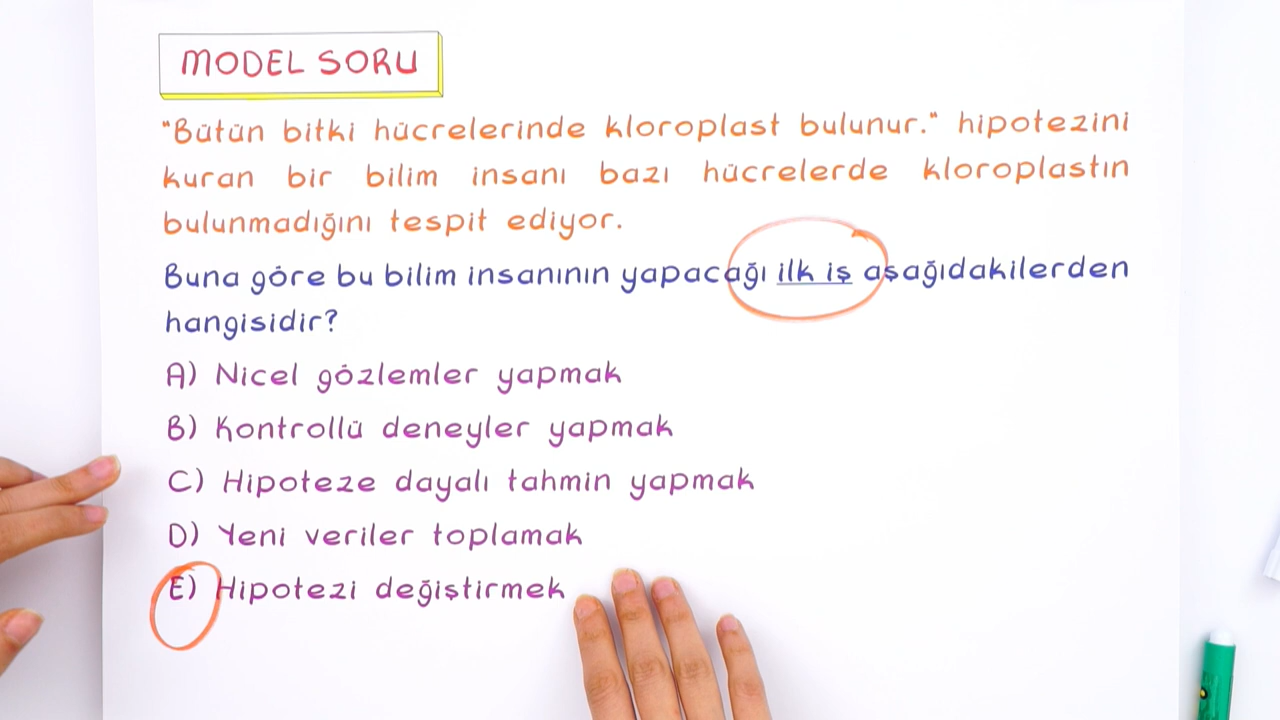 MODEL SORU
"Bütün bitki hücrelerinde kloroplast bulunur." hipotezini
kuran bir bilim insanı bazı hücrelerde kloroplastın
bulunmadığını tespit ediyor.
Buna göre bu bilim insanının yapacağı ilk iş aşağıdakilerden
hangisidir?
A) Nicel gözlemler yapmak
B) Kontrollü deneyler yapmak
C) Hipoteze dayalı tahmin yapmak
D) Yeni veriler toplamak
E) Hipotezi değiştirmek